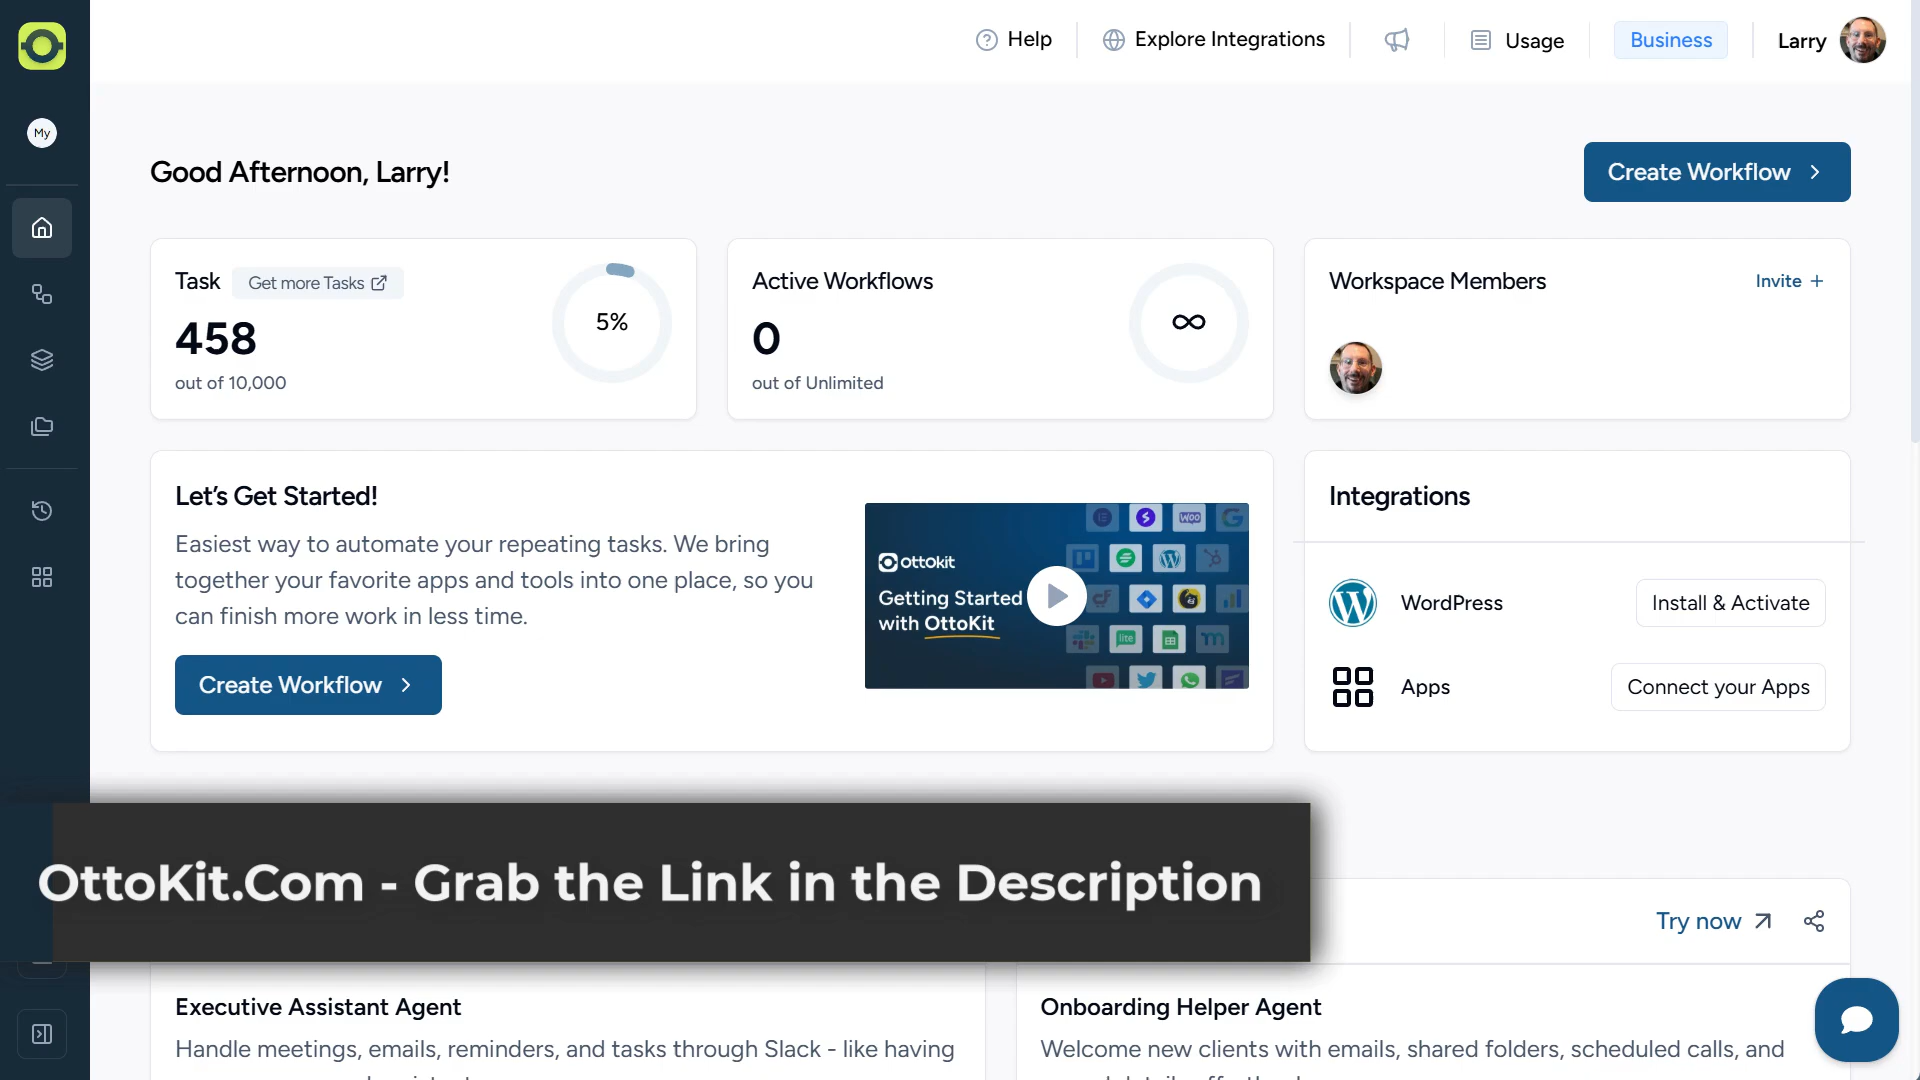 Help
Explore Integrations
Usage
Business
Larry
My
Good Afternoon, Larry!
Create Workflow
Task
Get more Tasks
458
out of 10,000
5%
Active Workflows
0
out of Unlimited
Workspace Members
Invite +
Let's Get Started!
Easiest way to automate your repeating tasks. We bring
together your favorite apps and tools into one place, so you
can finish more work in less time.
Create Workflow
ottokit
Getting Started
with OttoKit
WOO
lite
Integrations
WordPress
Install & Activate
Apps
Connect your Apps
OttoKit.Com - Grab the Link in the Description
Try now
Executive Assistant Agent
Handle meetings, emails, reminders, and tasks through Slack - like having
Onboarding Helper Agent
Welcome new clients with emails, shared folders, scheduled calls, and